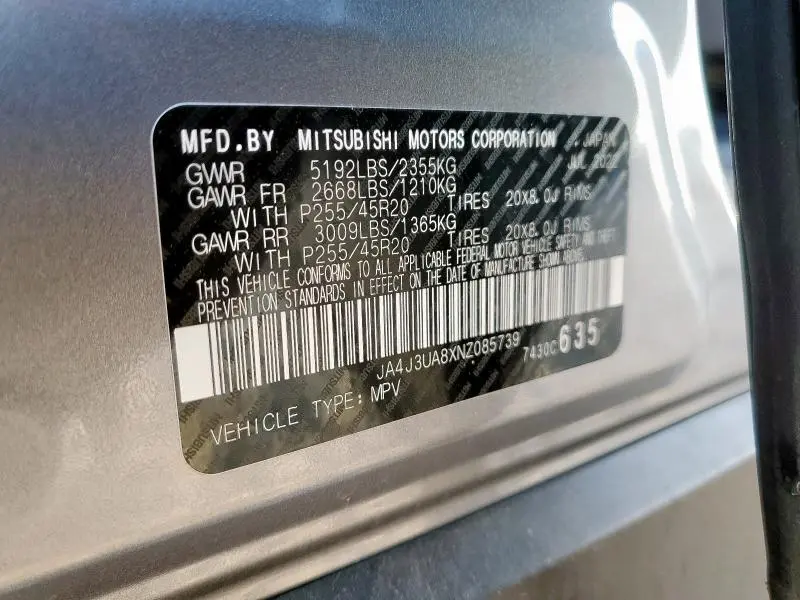 MFD.BY MITSUBISHI MOTORS CORPORATION JAPAN
GVWR 5192LBS/2355KG JUL
GAWR FR 2668LBS/1210KG
WITH P255/45R20 TIRES 20X8.0J RIMS
GAWR RR 3009LBS/1365KG
WITH P255/45R20 TIRES 20X8.0J RIMS
THIS VEHICLE CONFORMS TO ALL APPLICABLE FEDERAL MOTOR VEHICLE SAFETY AND THEFT
PREVENTION STANDARDS IN EFFECT ON THE DATE OF MANUFACTURE SHOWN ABOVE.
JA4J3UA8XNZ085739 7430C 635
VEHICLE TYPE: MPV